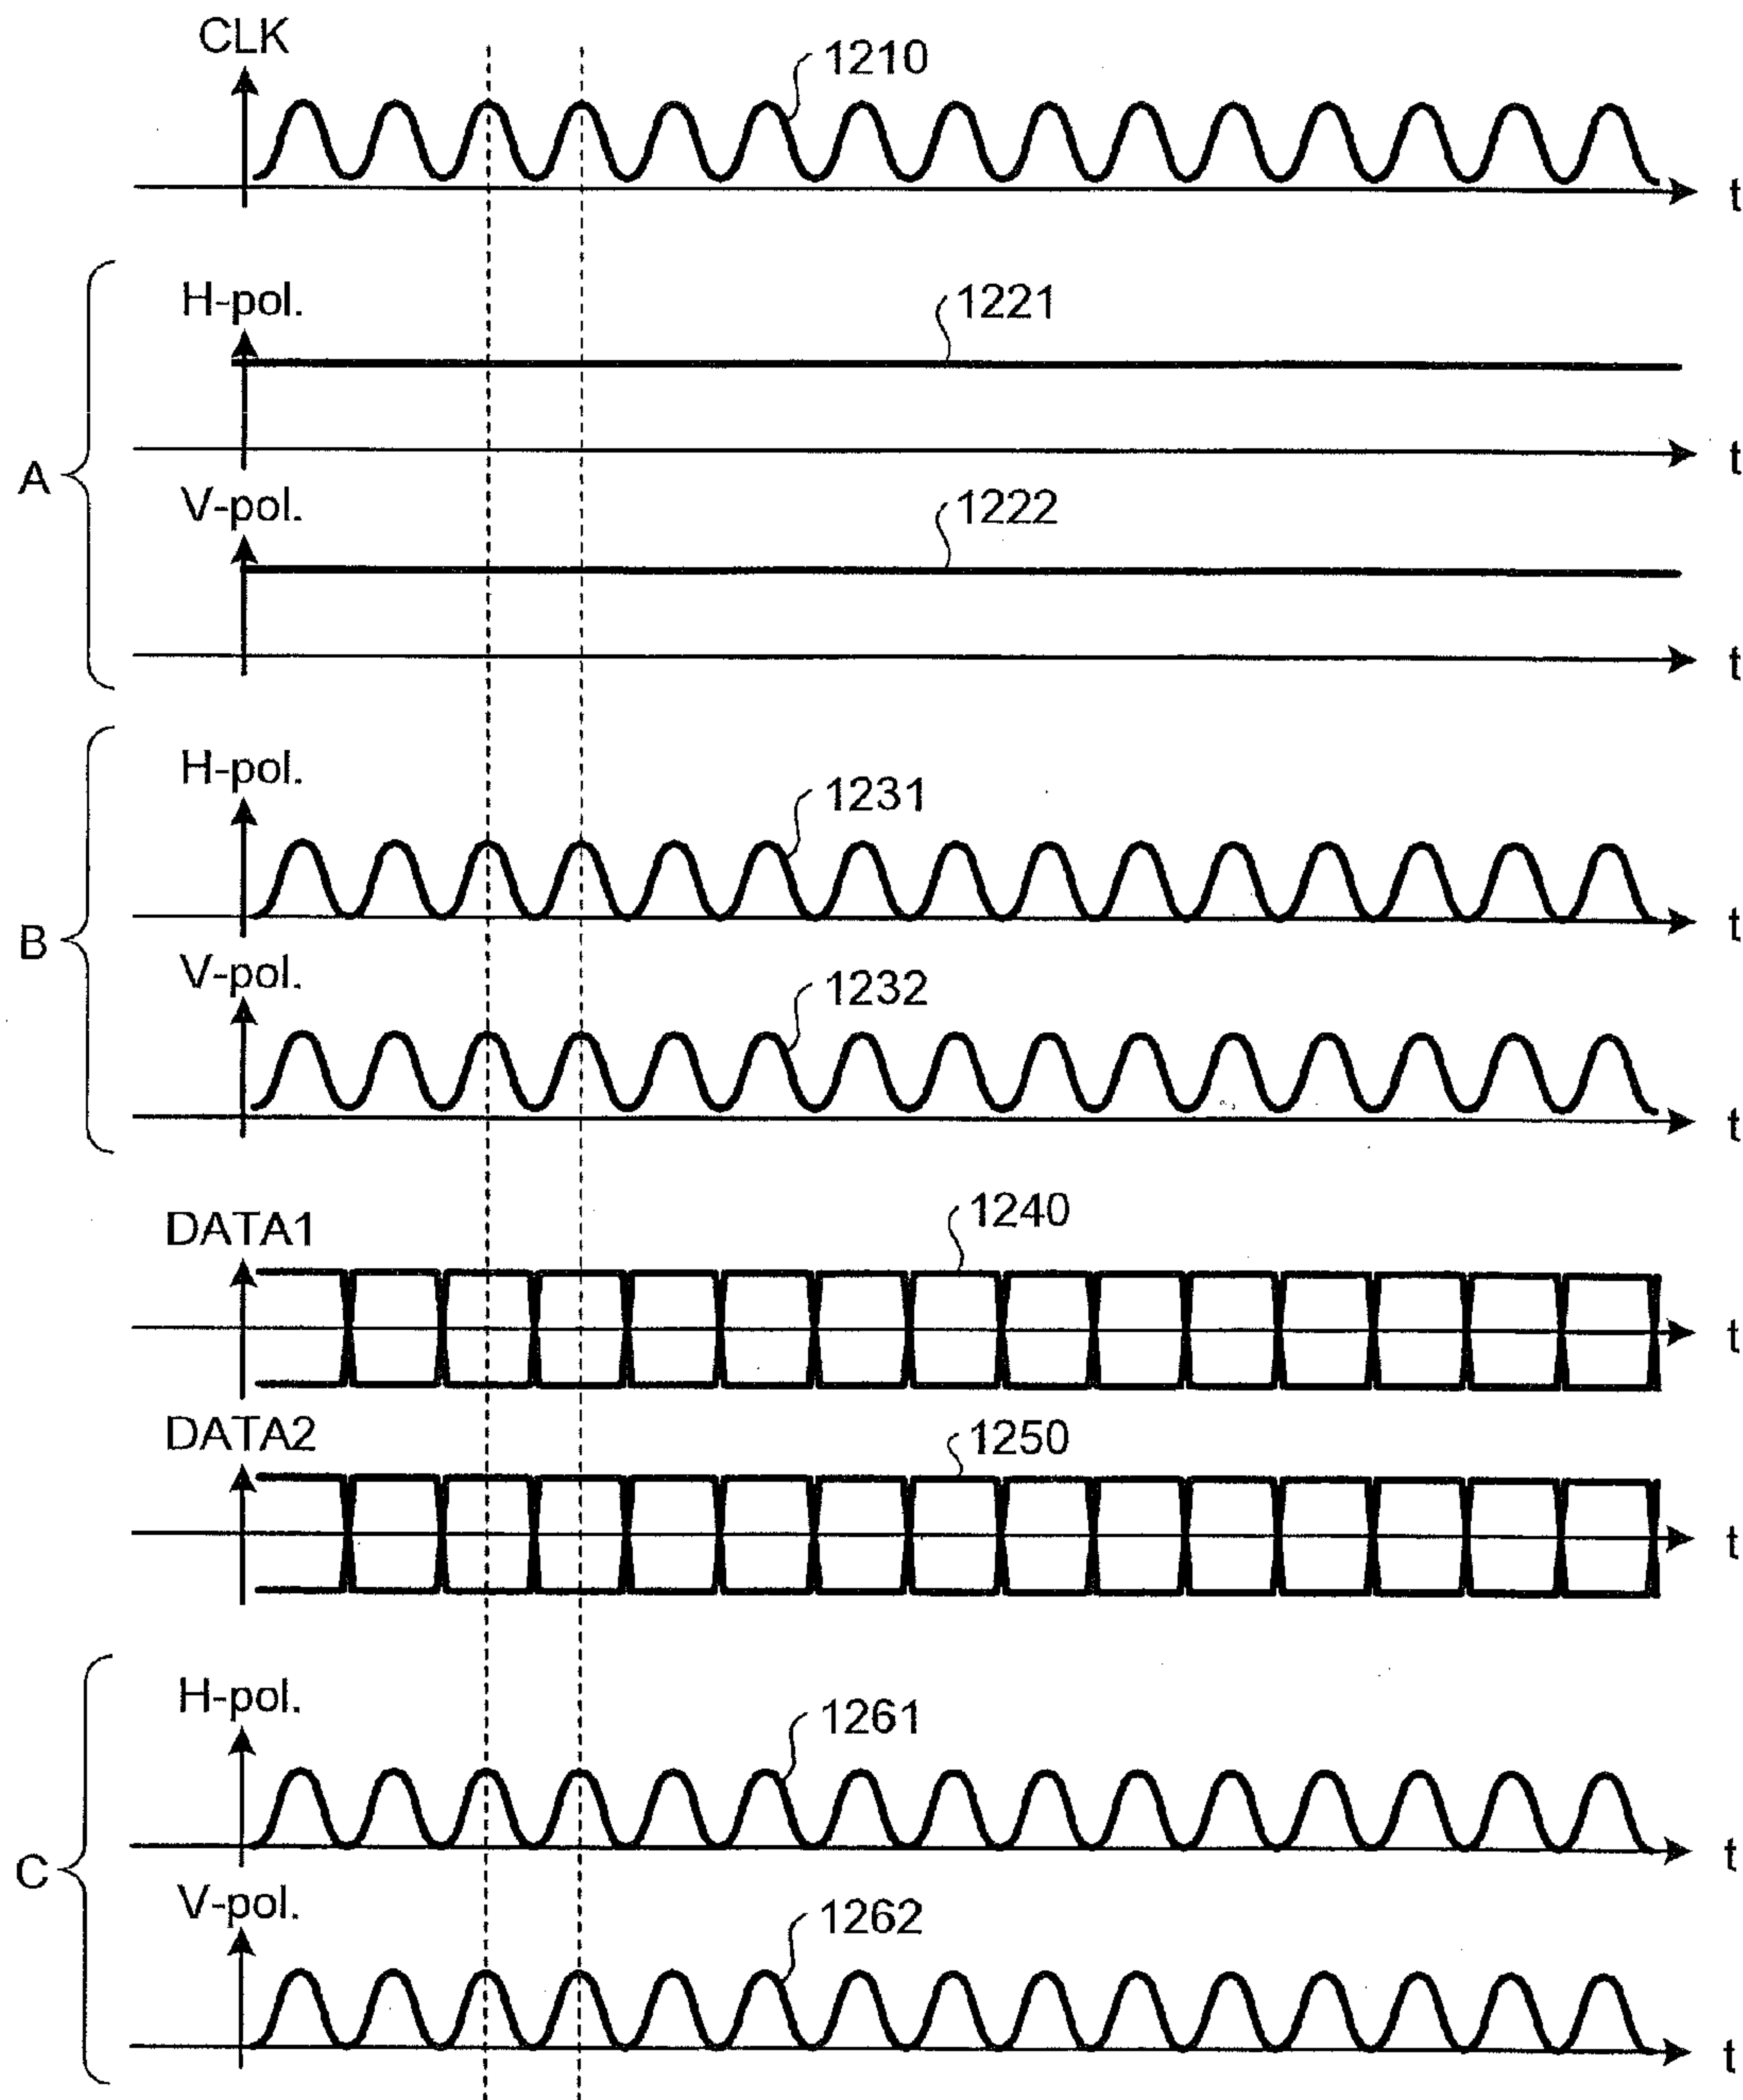 CLK
1210
t
A
H-pol.
1221
t
V-pol.
1222
t
B
H-pol.
1231
t
V-pol.
1232
t
DATA1
1240
t
DATA2
1250
t
C
H-pol.
1261
t
V-pol.
1262
t